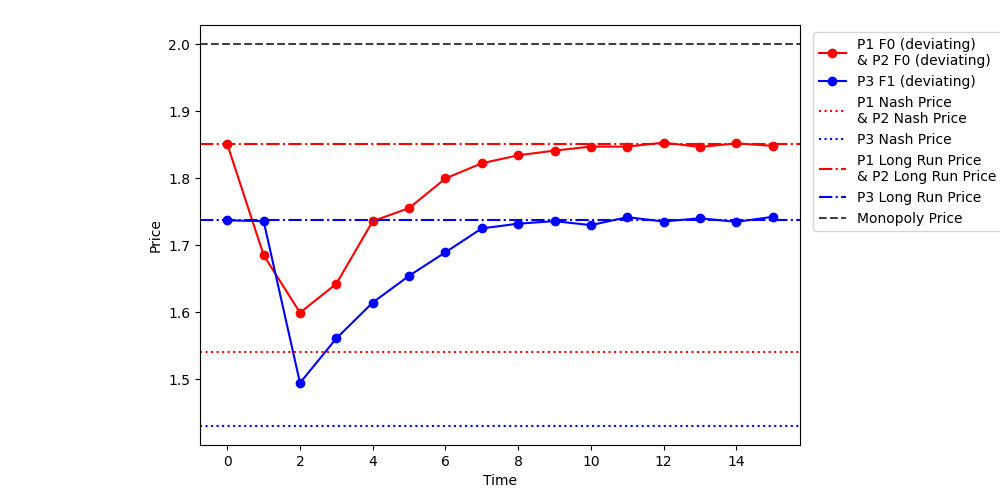 2.0
1.9
1.8
1.7
1.6
1.5
Price
0 2 4 6 8 10 12 14
Time
P1 F0 (deviating)
& P2 F0 (deviating)
P3 F1 (deviating)
P1 Nash Price
& P2 Nash Price
P3 Nash Price
P1 Long Run Price
& P2 Long Run Price
P3 Long Run Price
Monopoly Price